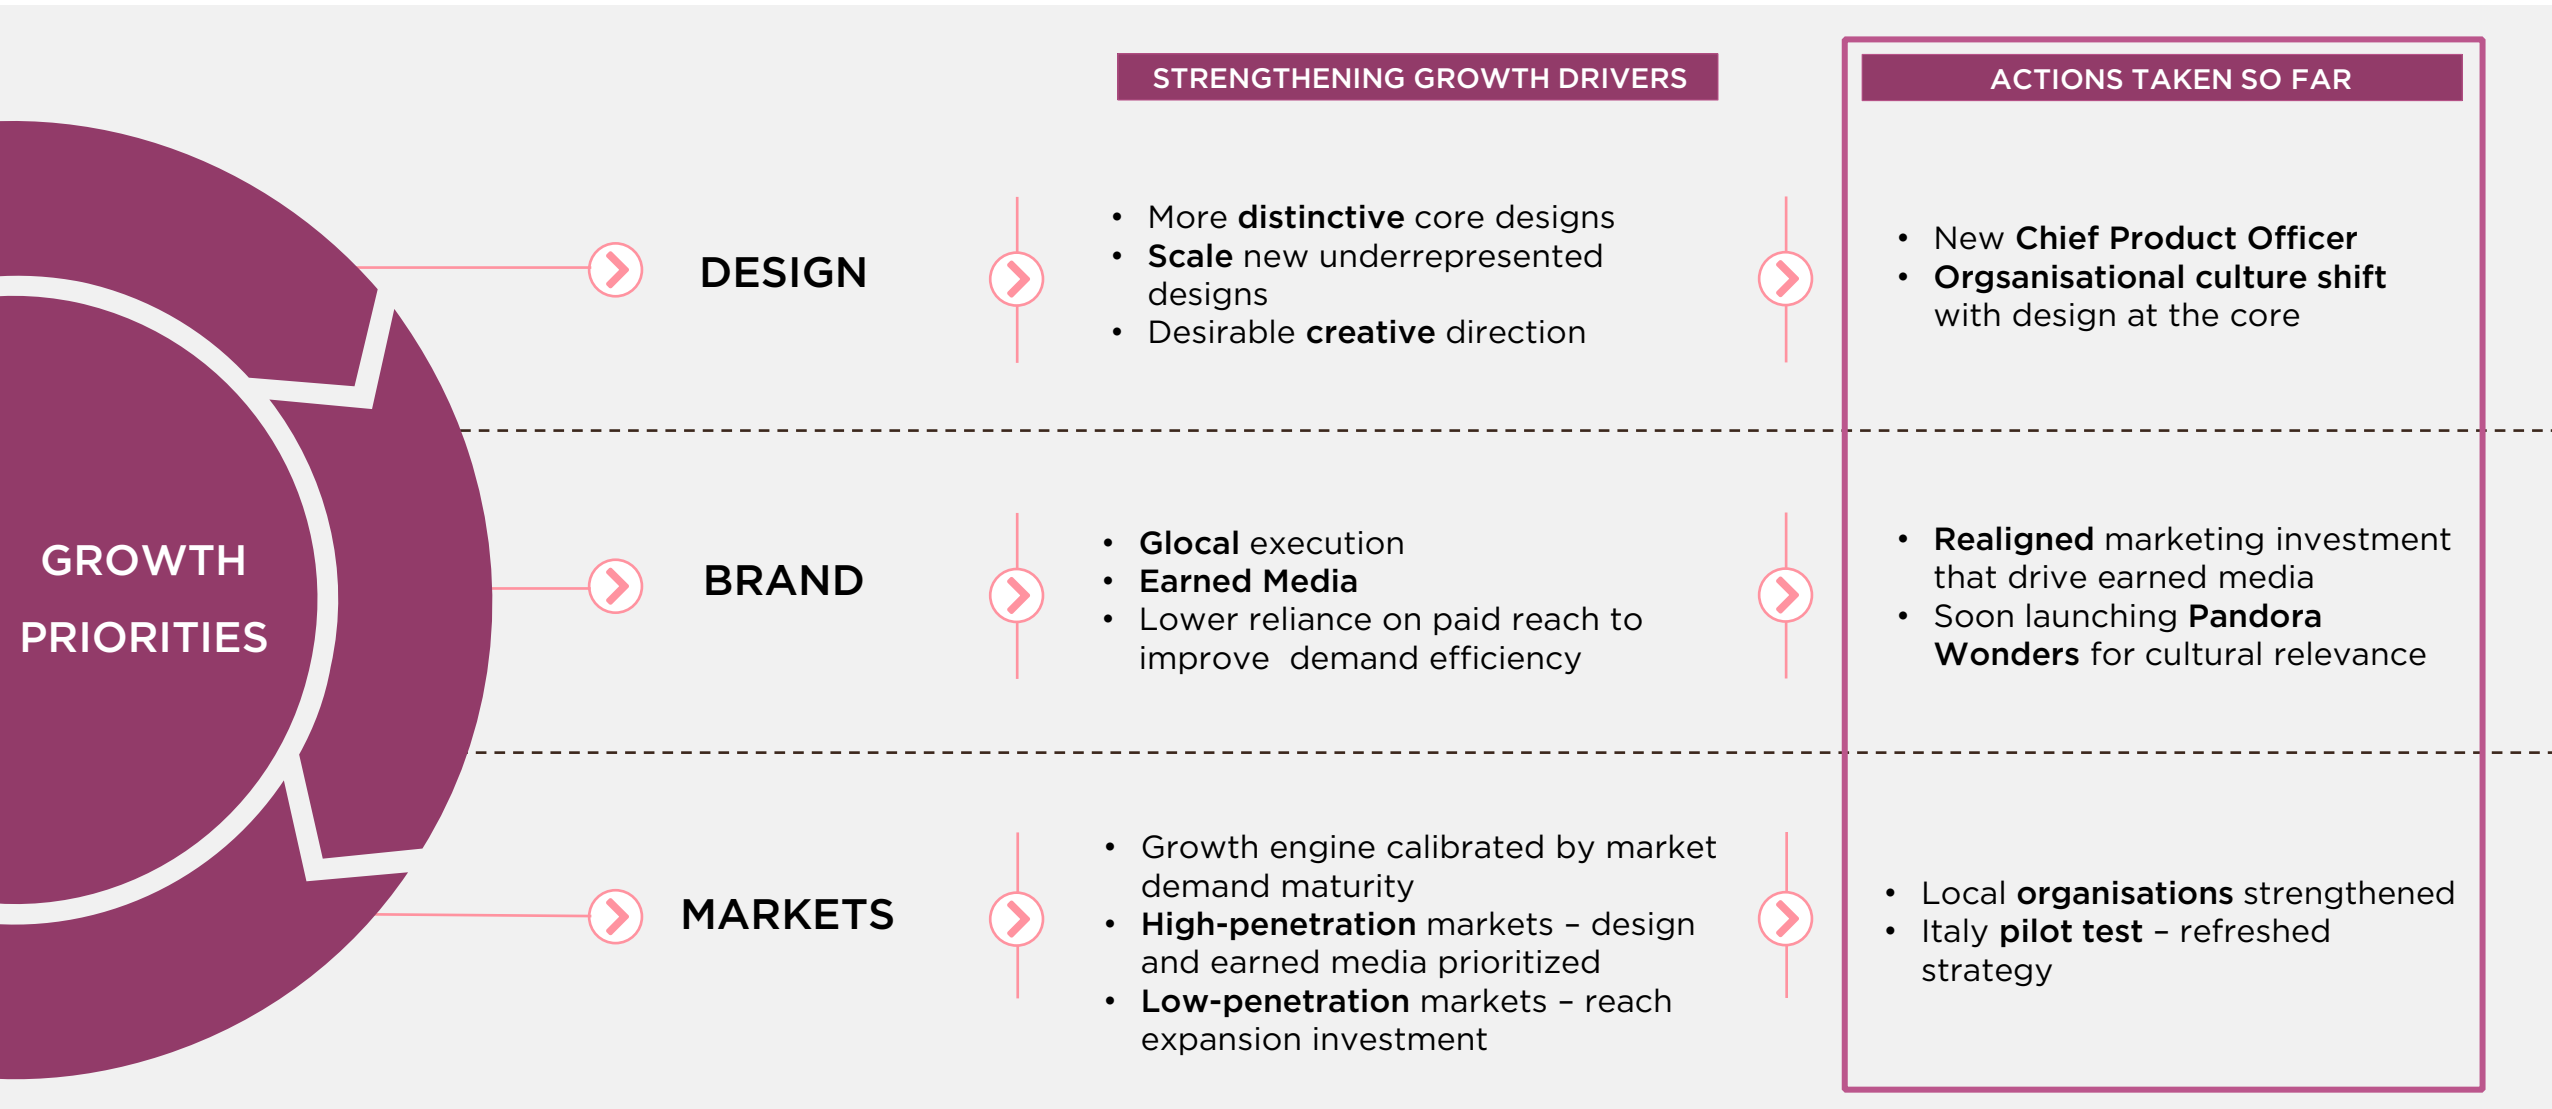 STRENGTHENING GROWTH DRIVERS
ACTIONS TAKEN SO FAR
GROWTH
PRIORITIES
DESIGN
• More distinctive core designs
• Scale new underrepresented
designs
• Desirable creative direction
• New Chief Product Officer
• Orgsanisational culture shift
with design at the core
BRAND
• Glocal execution
• Earned Media
• Lower reliance on paid reach to
improve  demand efficiency
• Realigned marketing investment
that drive earned media
• Soon launching Pandora
Wonders for cultural relevance
MARKETS
• Growth engine calibrated by market
demand maturity
• High-penetration markets – design
and earned media prioritized
• Low-penetration markets – reach
expansion investment
• Local organisations strengthened
• Italy pilot test – refreshed
strategy